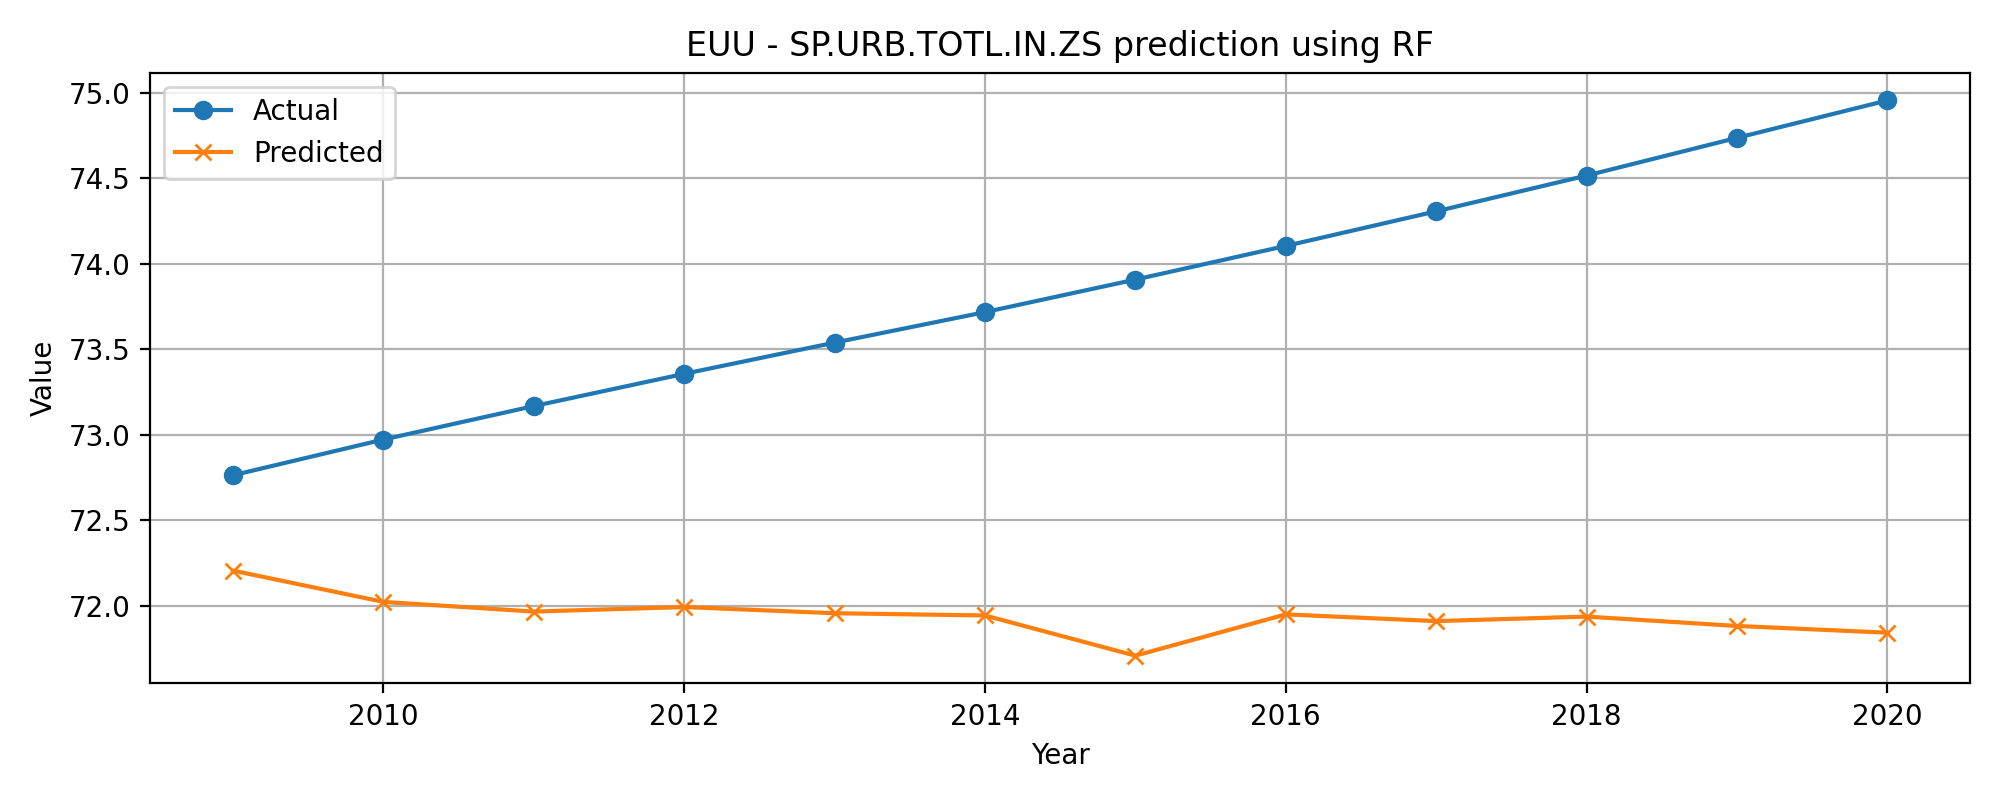 EUU - SP.URB.TOTL.IN.ZS prediction using RF
Actual
Predicted
75.0
74.5
74.0
73.5
73.0
72.5
72.0
Value
2010 2012 2014 2016 2018 2020
Year